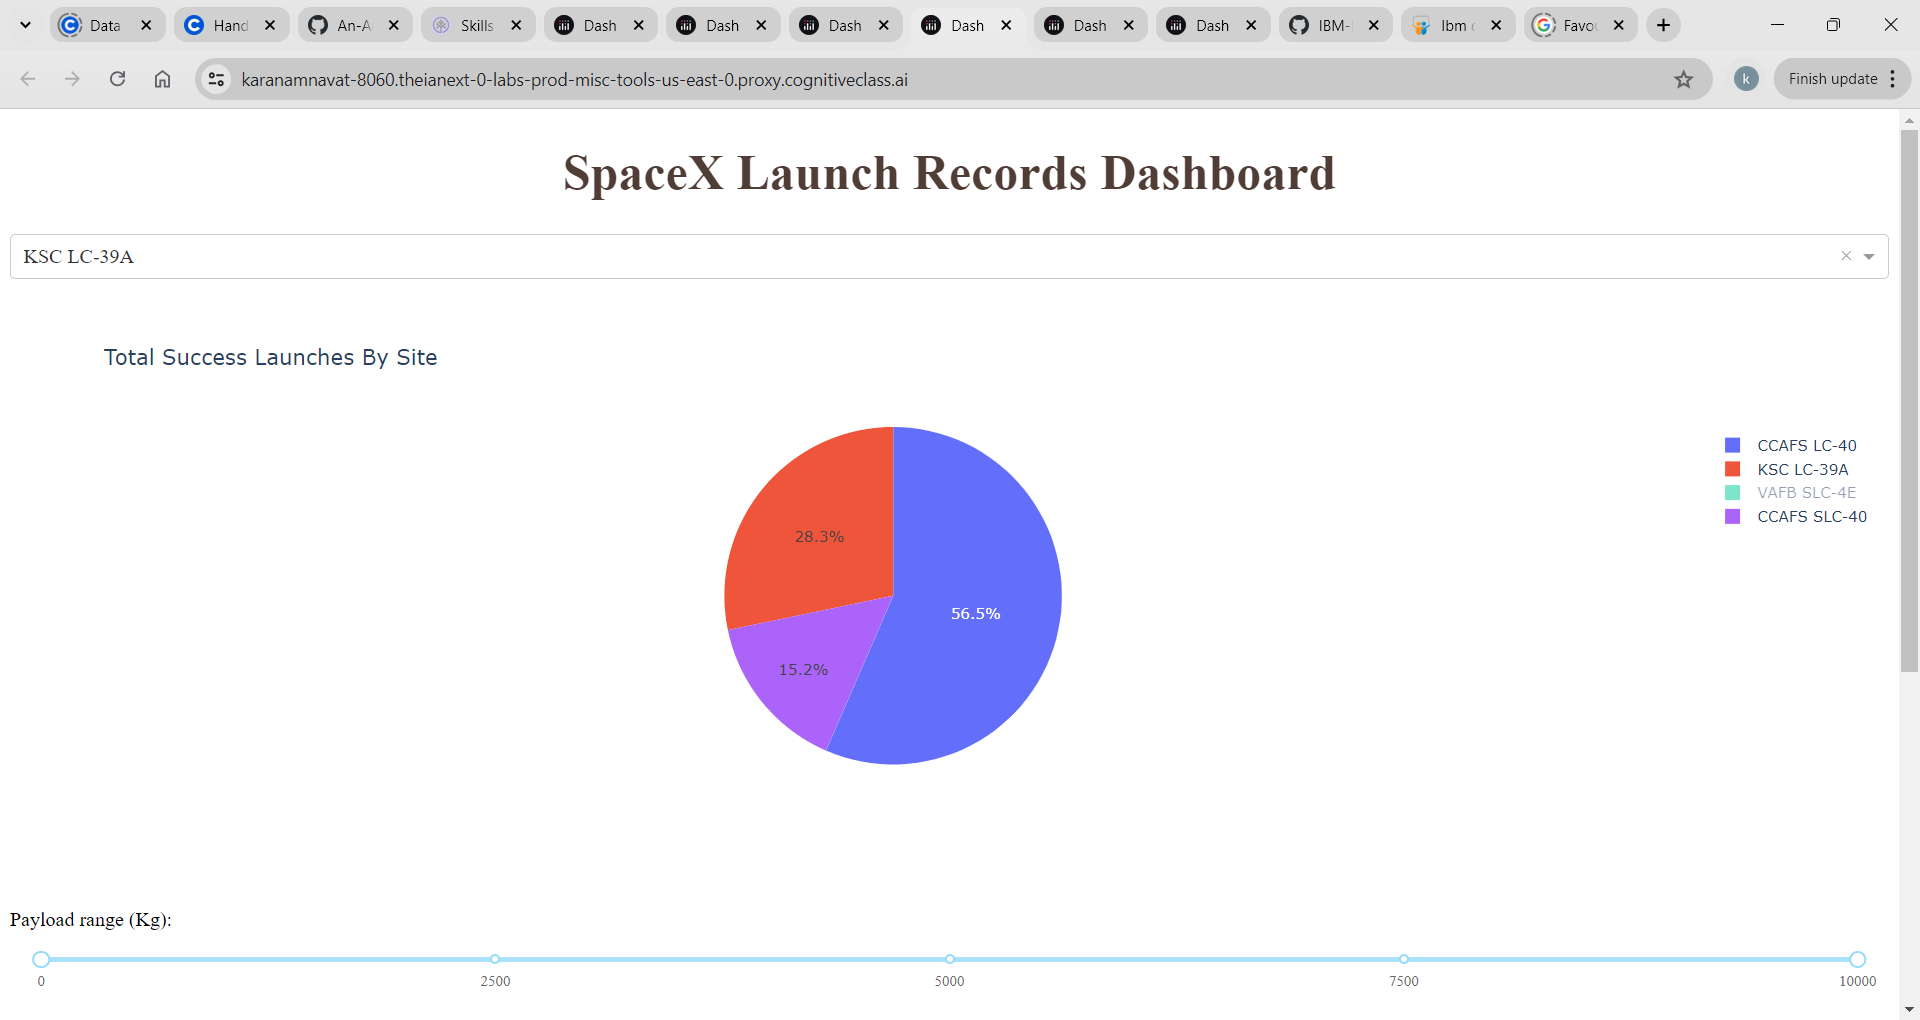 Data
Hand
An-A
Skills
Dash
Dash
Dash
Dash
Dash
Dash
IBM-
Ibm
Favo
karanamnavat-8060.theianext-0-labs-prod-misc-tools-us-east-0.proxy.cognitiveclass.ai
k
Finish update
SpaceX Launch Records Dashboard
KSC LC-39A
Total Success Launches By Site
CCAFS LC-40
KSC LC-39A
VAFB SLC-4E
CCAFS SLC-40
28.3%
56.5%
15.2%
Payload range (Kg):
0 2500 5000 7500 10000